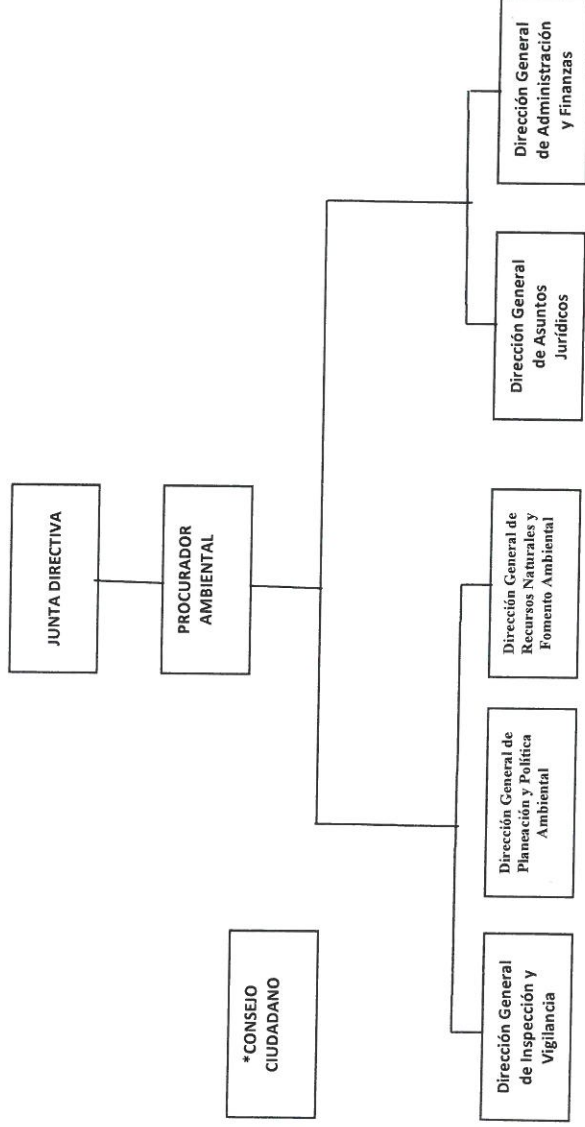 JUNTA DIRECTIVA
PROCURADOR
AMBIENTAL
*CONSEJO
CIUDADANO
Dirección General
de Inspección y
Vigilancia
Dirección General de
Planeación y Política
Ambiental
Dirección General de
Recursos Naturales y
Fomento Ambiental
Dirección General
de Asuntos
Jurídicos
Dirección General
de Administración
y Finanzas